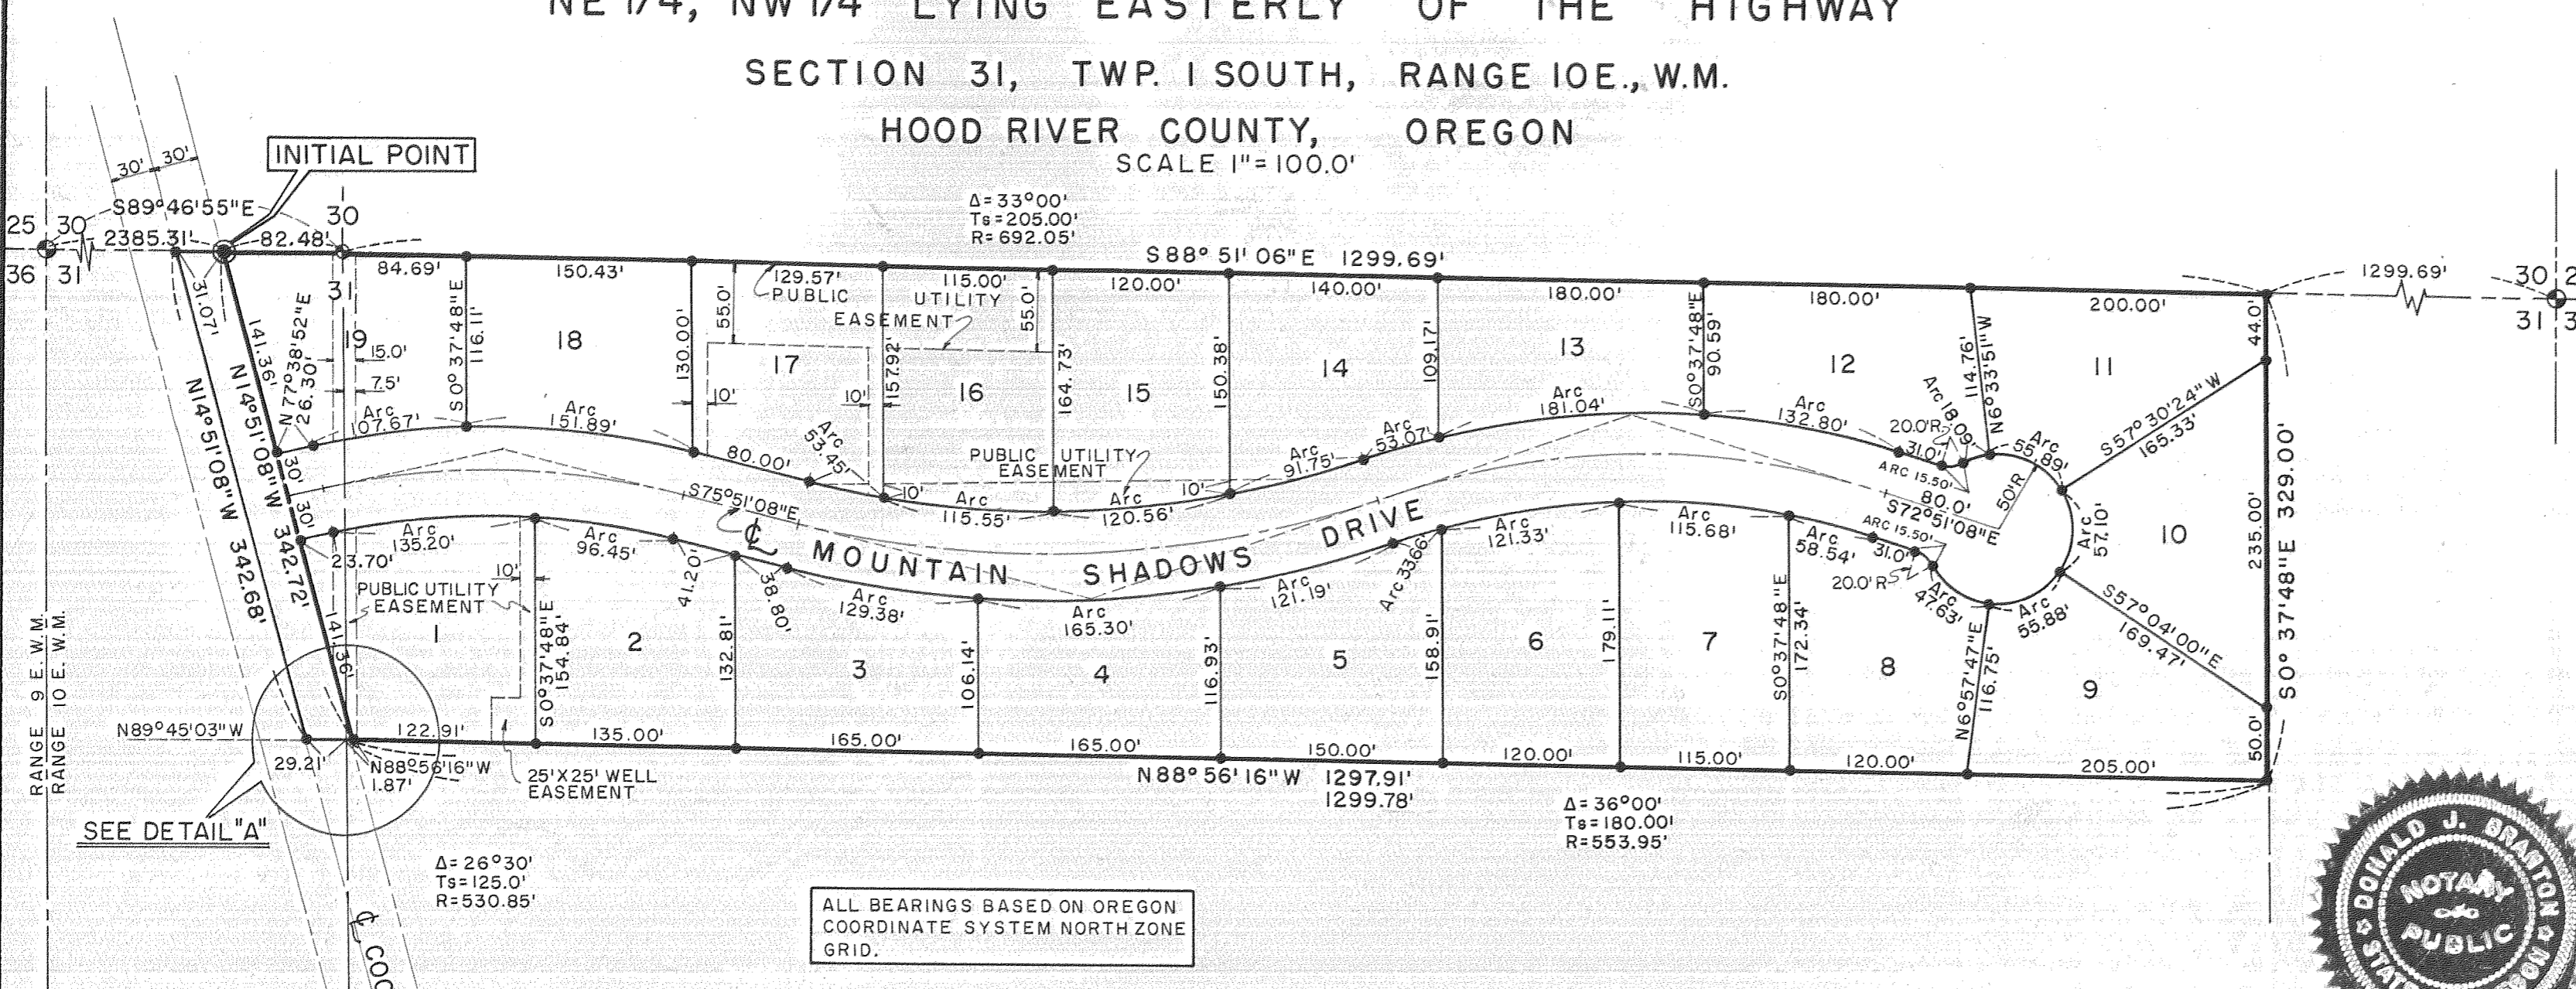 NE 1/4, NW 1/4 LYING EASTERLY OF THE HIGHWAY
SECTION 31, TWP. 1 SOUTH, RANGE 10E., W.M.
HOOD RIVER COUNTY, OREGON
SCALE 1"=100.0'
INITIAL POINT
30' 30'
S89°46'55"E
25 30
36 31
2385.31'
82.48'
30
31
Δ=33°00'
Ts=205.00'
R=692.05'
S88°51'06"E 1299.69'
1299.69'
30 2
31 3
84.69'
150.43'
129.57'
115.00'
120.00'
140.00'
180.00'
180.00'
200.00'
PUBLIC UTILITY
EASEMENT
55.0'
55.0'
31.07'
141.36'
N77°38'52"E
26.30'
19
15.0'
7.5'
S0°37'48"E
116.11'
18
130.00'
17
10'
10'
157.92'
16
164.73'
15
150.38'
14
109.17'
13
S0°37'48"E
90.59'
12
114.76'
N6°33'51"W
11
44.0'
S57°30'24"W
165.33'
Arc
107.67'
Arc
151.89'
80.00'
Arc
53.45'
PUBLIC UTILITY
EASEMENT
10'
Arc
115.55'
10'
Arc
120.56'
Arc
91.75'
Arc
53.07'
Arc
181.04'
Arc
132.80'
Arc 18.09'
20.0'R
31.0'
ARC 15.50'
Arc
55.89'
50'R
80.0'
S72°51'08"E
Arc
57.10'
10
235.00'
S0°37'48"E 329.00'
N14°51'08"W 342.68'
N14°51'08"W 342.72'
30'
30'
S75°51'08"E
℄
MOUNTAIN SHADOWS DRIVE
23.70'
Arc
135.20'
Arc
96.45'
41.20'
38.80'
Arc
129.38'
Arc
165.30'
Arc
121.19'
Arc 33.66'
Arc
121.33'
Arc
115.68'
Arc
58.54'
ARC 15.50'
31.0'
20.0'R
Arc
47.63'
Arc
55.88'
S57°04'00"E
169.47'
PUBLIC UTILITY
EASEMENT
10'
141.36'
1
S0°37'48"E
154.84'
2
132.81'
3
106.14'
4
116.93'
5
158.91'
6
179.11'
7
S0°37'48"E
172.34'
8
N6°57'47"E
116.75'
9
50.0'
RANGE 9 E.W.M.
RANGE 10 E.W.M.
N89°45'03"W
122.91'
135.00'
165.00'
165.00'
150.00'
120.00'
115.00'
120.00'
205.00'
29.21'
N88°56'16"W
1.87'
25'X25' WELL
EASEMENT
N88°56'16"W 1297.91'
1299.78'
SEE DETAIL "A"
Δ=26°30'
Ts=125.0'
R=530.85'
Δ=36°00'
Ts=180.00'
R=553.95'
℄ COO
ALL BEARINGS BASED ON OREGON
COORDINATE SYSTEM NORTH ZONE
GRID.
DONALD J. BRANTON
NOTARY
PUBLIC